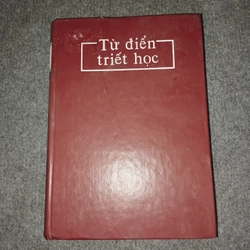 Từ điển
triết học